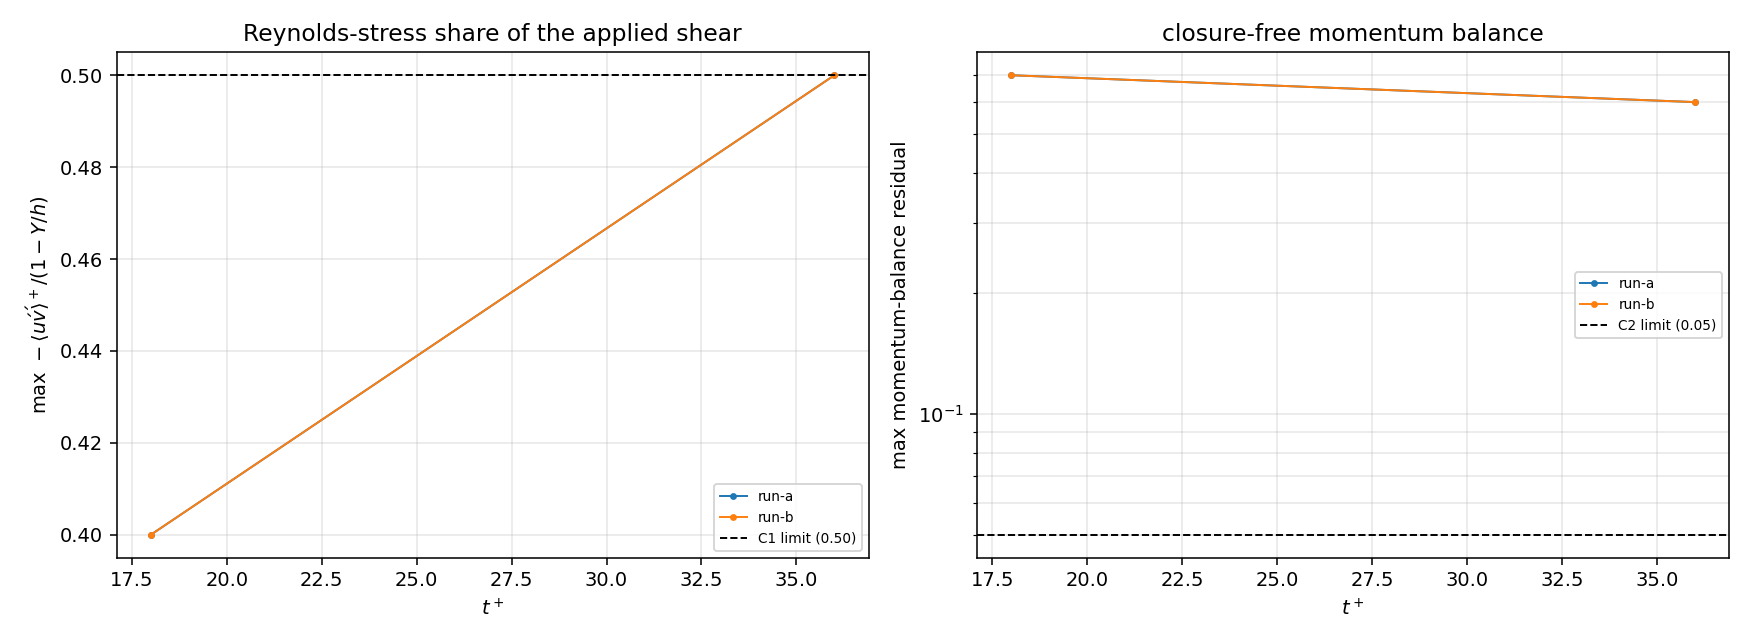 Reynolds-stress share of the applied shear
max − ⟨u′v′⟩⁺/(1 − Y/h)
0.50
0.48
0.46
0.44
0.42
0.40
17.5 20.0 22.5 25.0 27.5 30.0 32.5 35.0
t⁺
run-a
run-b
C1 limit (0.50)
closure-free momentum balance
max momentum-balance residual
10⁻¹
17.5 20.0 22.5 25.0 27.5 30.0 32.5 35.0
t⁺
run-a
run-b
C2 limit (0.05)